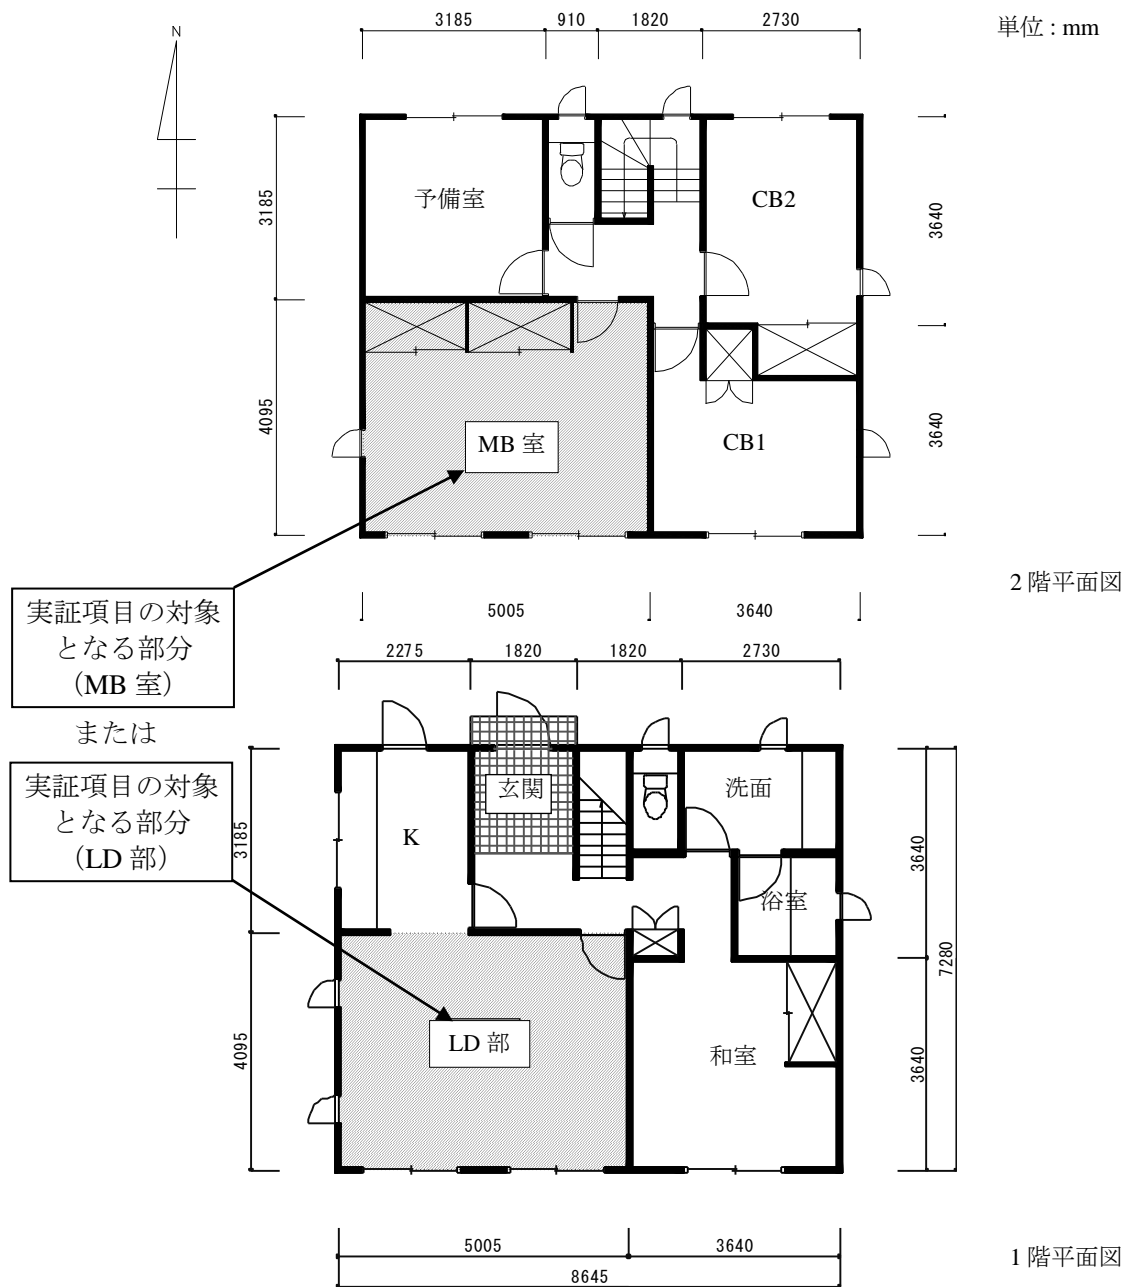 3185 910 1820 2730
単位 : mm
N
予備室
CB2
3185
3640
MB 室
CB1
4095
3640
2 階平面図
5005 3640
実証項目の対象
となる部分
(MB 室)
または
実証項目の対象
となる部分
(LD 部)
2275 1820 1820 2730
玄関
洗面
K
3185
3640
浴室
7280
LD 部
和室
4095
3640
5005 3640
8645
1 階平面図